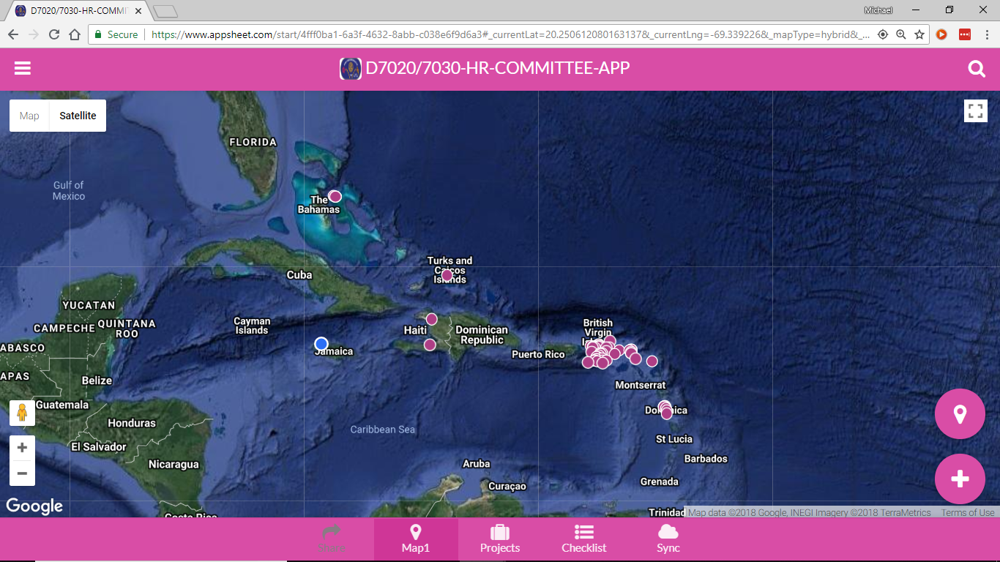 D7020/7030-HR-COMMIT
Michael
Secure
https://www.appsheet.com/start/4fff0ba1-6a3f-4632-8abb-c038e6f9d6a3#_currentLat=20.250612080163137&_currentLng=-69.339226&_mapType=hybrid&_...
D7020/7030-HR-COMMITTEE-APP
Map
Satellite
FLORIDA
Gulf of
Mexico
The
Bahamas
Turks and
Caicos
Islands
Cuba
YUCATAN
CAMPECHE
QUINTANA
ROO
Cayman
Islands
Haiti
Dominican
Republic
British
Virgin
ABASCO
Jamaica
Puerto Rico
APAS
Belize
Montserrat
Guatemala
Dominica
Honduras
Caribbean Sea
St Lucia
El Salvador
Barbados
Nicaragua
Aruba
Grenada
Curaçao
Google
Costa Rica
Trinidad
Map data ©2018 Google, INEGI Imagery ©2018 TerraMetrics
Terms of Use
Map1
Projects
Checklist
Sync